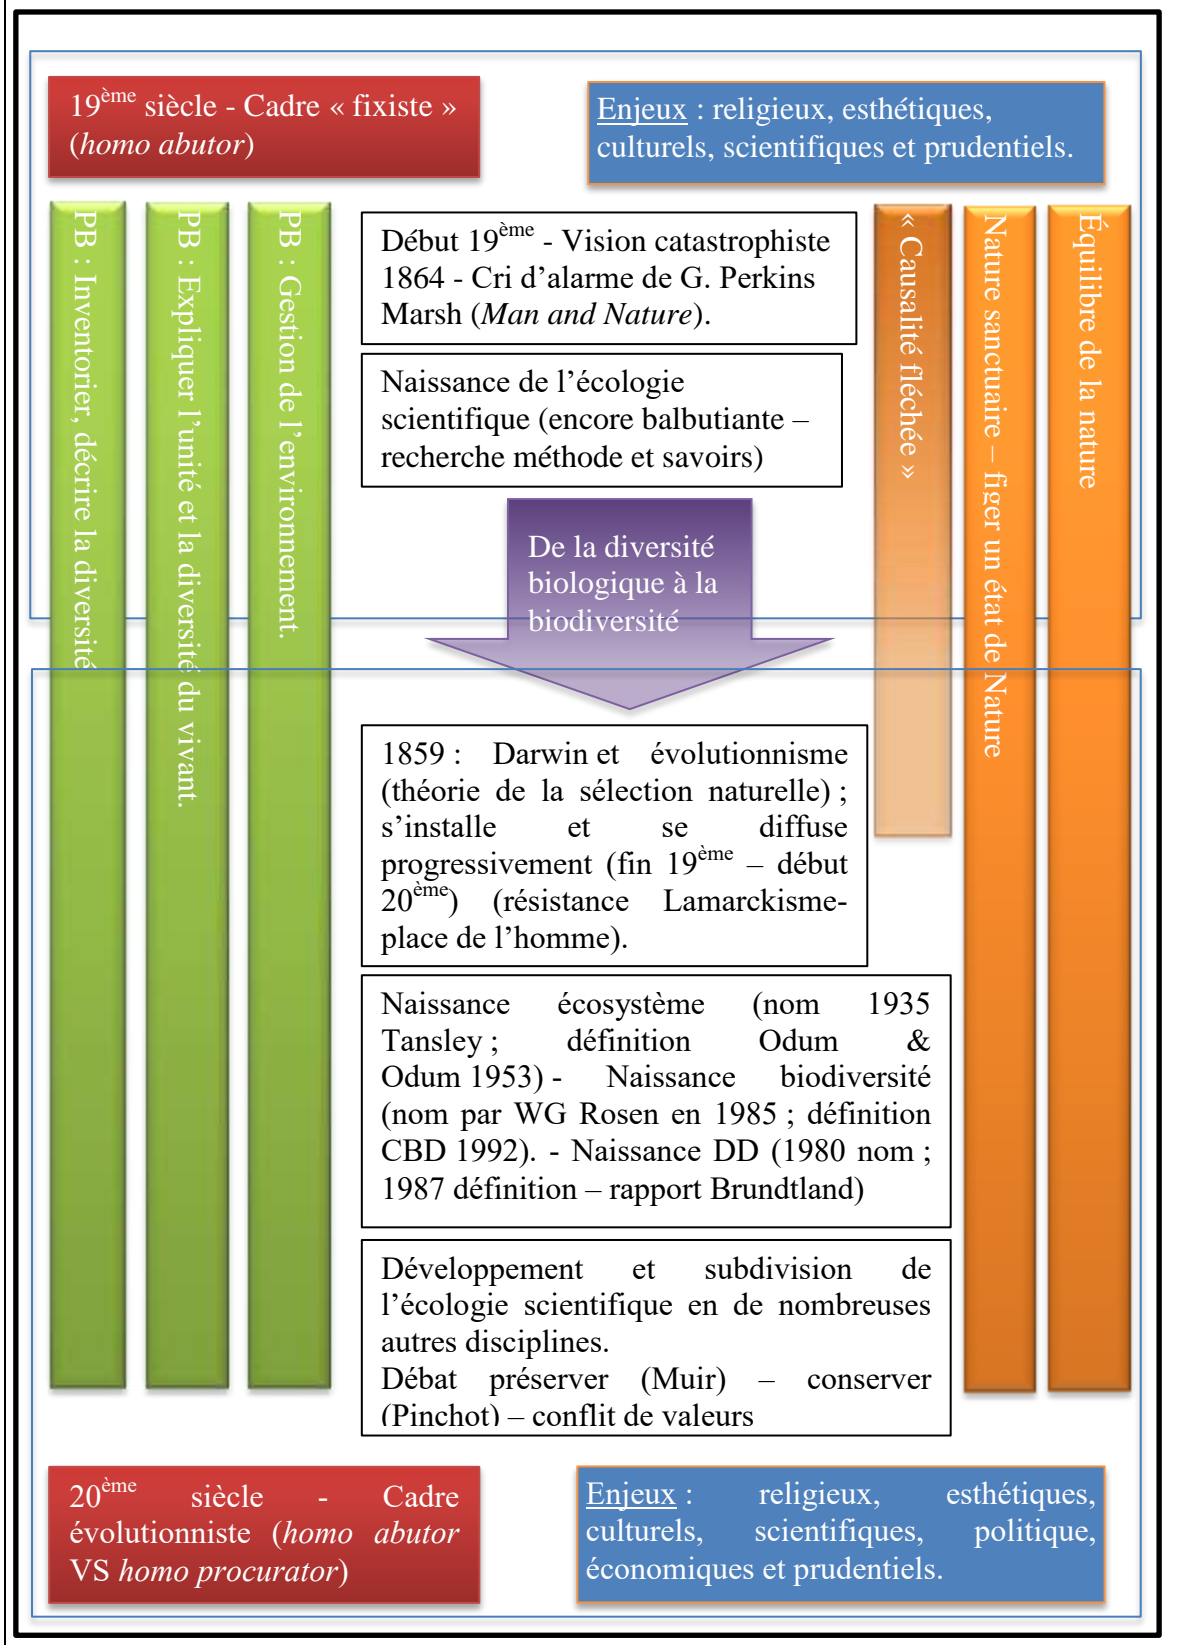 19ème siècle - Cadre « fixiste »
(homo abutor)
Enjeux : religieux, esthétiques,
culturels, scientifiques et prudentiels.
PB : Inventorier, décrire la diversité
PB : Expliquer l’unité et la diversité du vivant.
PB : Gestion de l’environnement.
Début 19ème - Vision catastrophiste
1864 - Cri d’alarme de G. Perkins
Marsh (Man and Nature).
Naissance de l’écologie
scientifique (encore balbutiante –
recherche méthode et savoirs)
« Causalité fléchée »
Nature sanctuaire – figer un état de Nature
Équilibre de la nature
De la diversité
biologique à la
biodiversité
1859 : Darwin et évolutionnisme
(théorie de la sélection naturelle) ;
s’installe et se diffuse
progressivement (fin 19ème – début
20ème) (résistance Lamarckisme-
place de l’homme).
Naissance écosystème (nom 1935
Tansley ; définition Odum &
Odum 1953) - Naissance biodiversité
(nom par WG Rosen en 1985 ; définition
CBD 1992). - Naissance DD (1980 nom ;
1987 définition – rapport Brundtland)
Développement et subdivision de
l’écologie scientifique en de nombreuses
autres disciplines.
Débat préserver (Muir) – conserver
(Pinchot) – conflit de valeurs
20ème siècle - Cadre
évolutionniste (homo abutor
VS homo procurator)
Enjeux : religieux, esthétiques,
culturels, scientifiques, politique,
économiques et prudentiels.